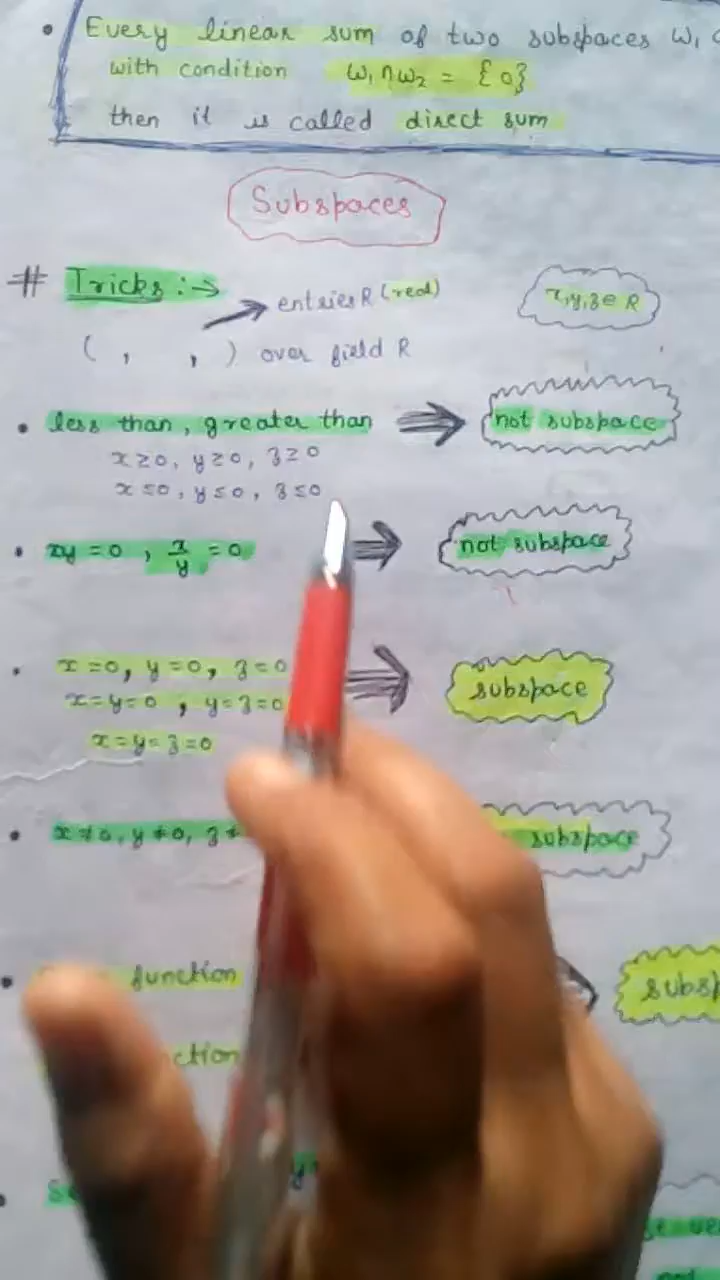 • Every linear sum of two subspaces W₁
with condition W₁∩W₂ = {0}
then it is called direct sum
Subspaces
# Tricks :→
→ entries R (real)
x,y,z ∈ R
( , , ) over field R
• less than, greater than ⇒ not subspace
x≥0, y≥0, z≥0
x≤0, y≤0, z≤0
• xy=0, x/y=0 ⇒ not subspace
• x=0, y=0, z=0 ⇒ subspace
x=y=0, y=z=0
x=y=z=0
• x≠0, y≠0, z≠ subspace
• function